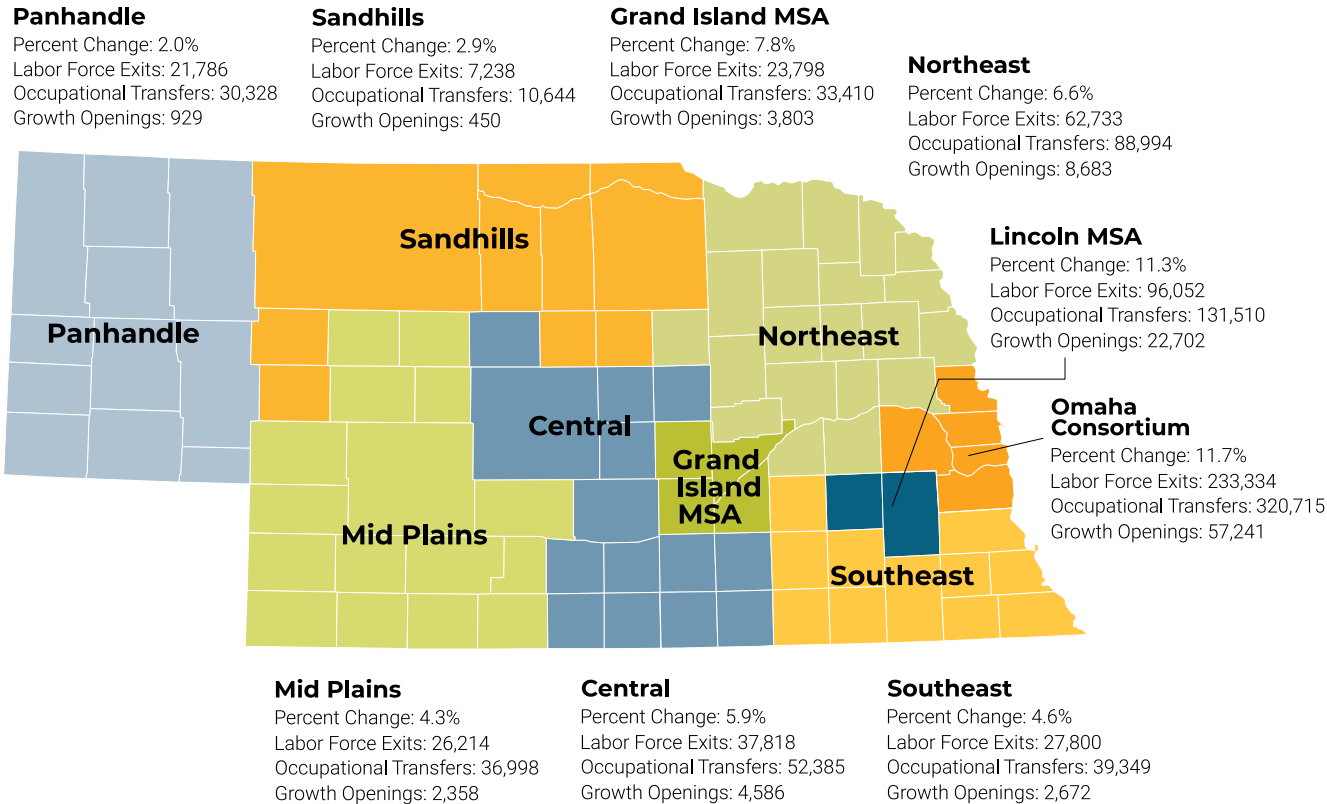 Panhandle
Percent Change: 2.0%
Labor Force Exits: 21,786
Occupational Transfers: 30,328
Growth Openings: 929
Sandhills
Percent Change: 2.9%
Labor Force Exits: 7,238
Occupational Transfers: 10,644
Growth Openings: 450
Grand Island MSA
Percent Change: 7.8%
Labor Force Exits: 23,798
Occupational Transfers: 33,410
Growth Openings: 3,803
Northeast
Percent Change: 6.6%
Labor Force Exits: 62,733
Occupational Transfers: 88,994
Growth Openings: 8,683
Lincoln MSA
Percent Change: 11.3%
Labor Force Exits: 96,052
Occupational Transfers: 131,510
Growth Openings: 22,702
Omaha
Consortium
Percent Change: 11.7%
Labor Force Exits: 233,334
Occupational Transfers: 320,715
Growth Openings: 57,241
Sandhills
Panhandle
Northeast
Central
Grand
Island
MSA
Mid Plains
Southeast
Mid Plains
Percent Change: 4.3%
Labor Force Exits: 26,214
Occupational Transfers: 36,998
Growth Openings: 2,358
Central
Percent Change: 5.9%
Labor Force Exits: 37,818
Occupational Transfers: 52,385
Growth Openings: 4,586
Southeast
Percent Change: 4.6%
Labor Force Exits: 27,800
Occupational Transfers: 39,349
Growth Openings: 2,672